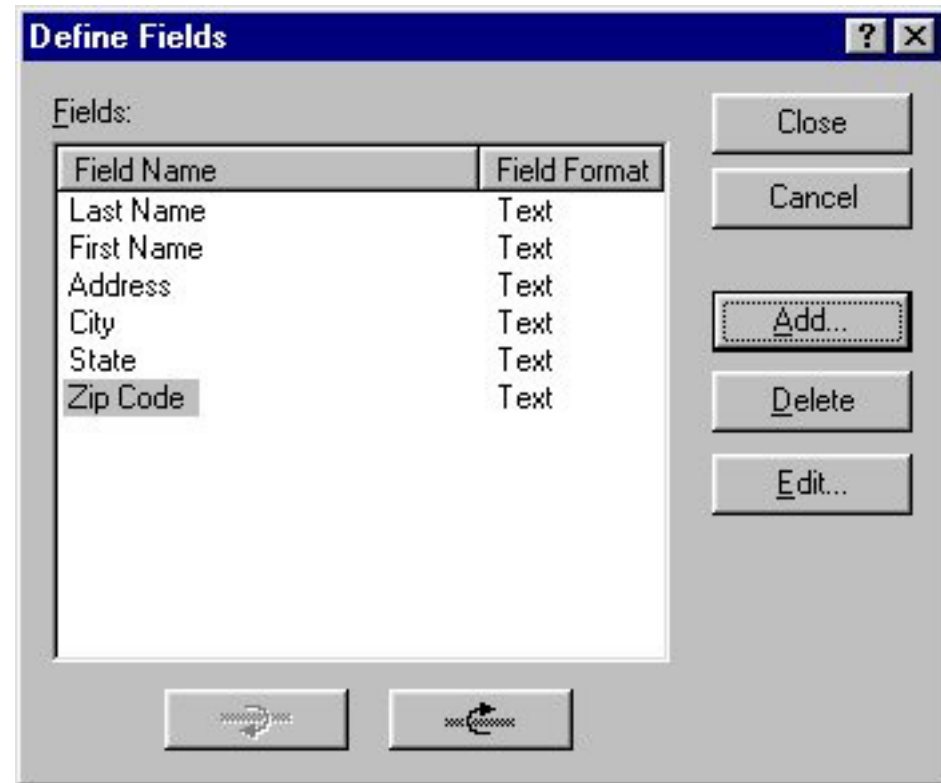 Define Fields
Fields:
Field Name Field Format
Last Name Text
First Name Text
Address Text
City Text
State Text
Zip Code Text
Close
Cancel
Add...
Delete
Edit...